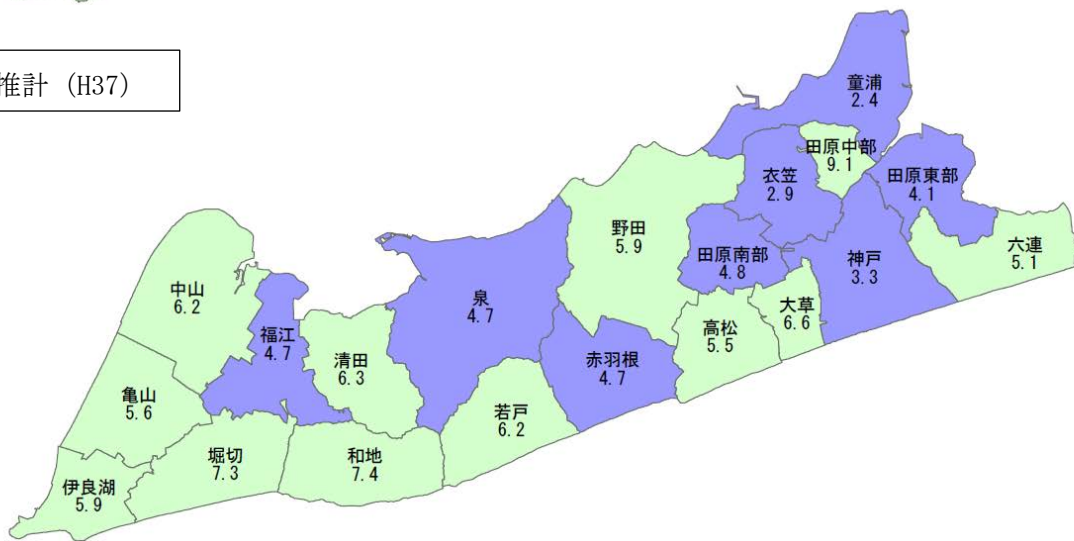 推計 (H37)
童浦
2.4
田原中部
9.1
衣笠
2.9
田原東部
4.1
野田
5.9
六連
5.1
田原南部
4.8
神戸
3.3
中山
6.2
泉
4.7
大草
6.6
高松
5.5
福江
4.7
清田
6.3
赤羽根
4.7
亀山
5.6
若戸
6.2
堀切
7.3
和地
7.4
伊良湖
5.9